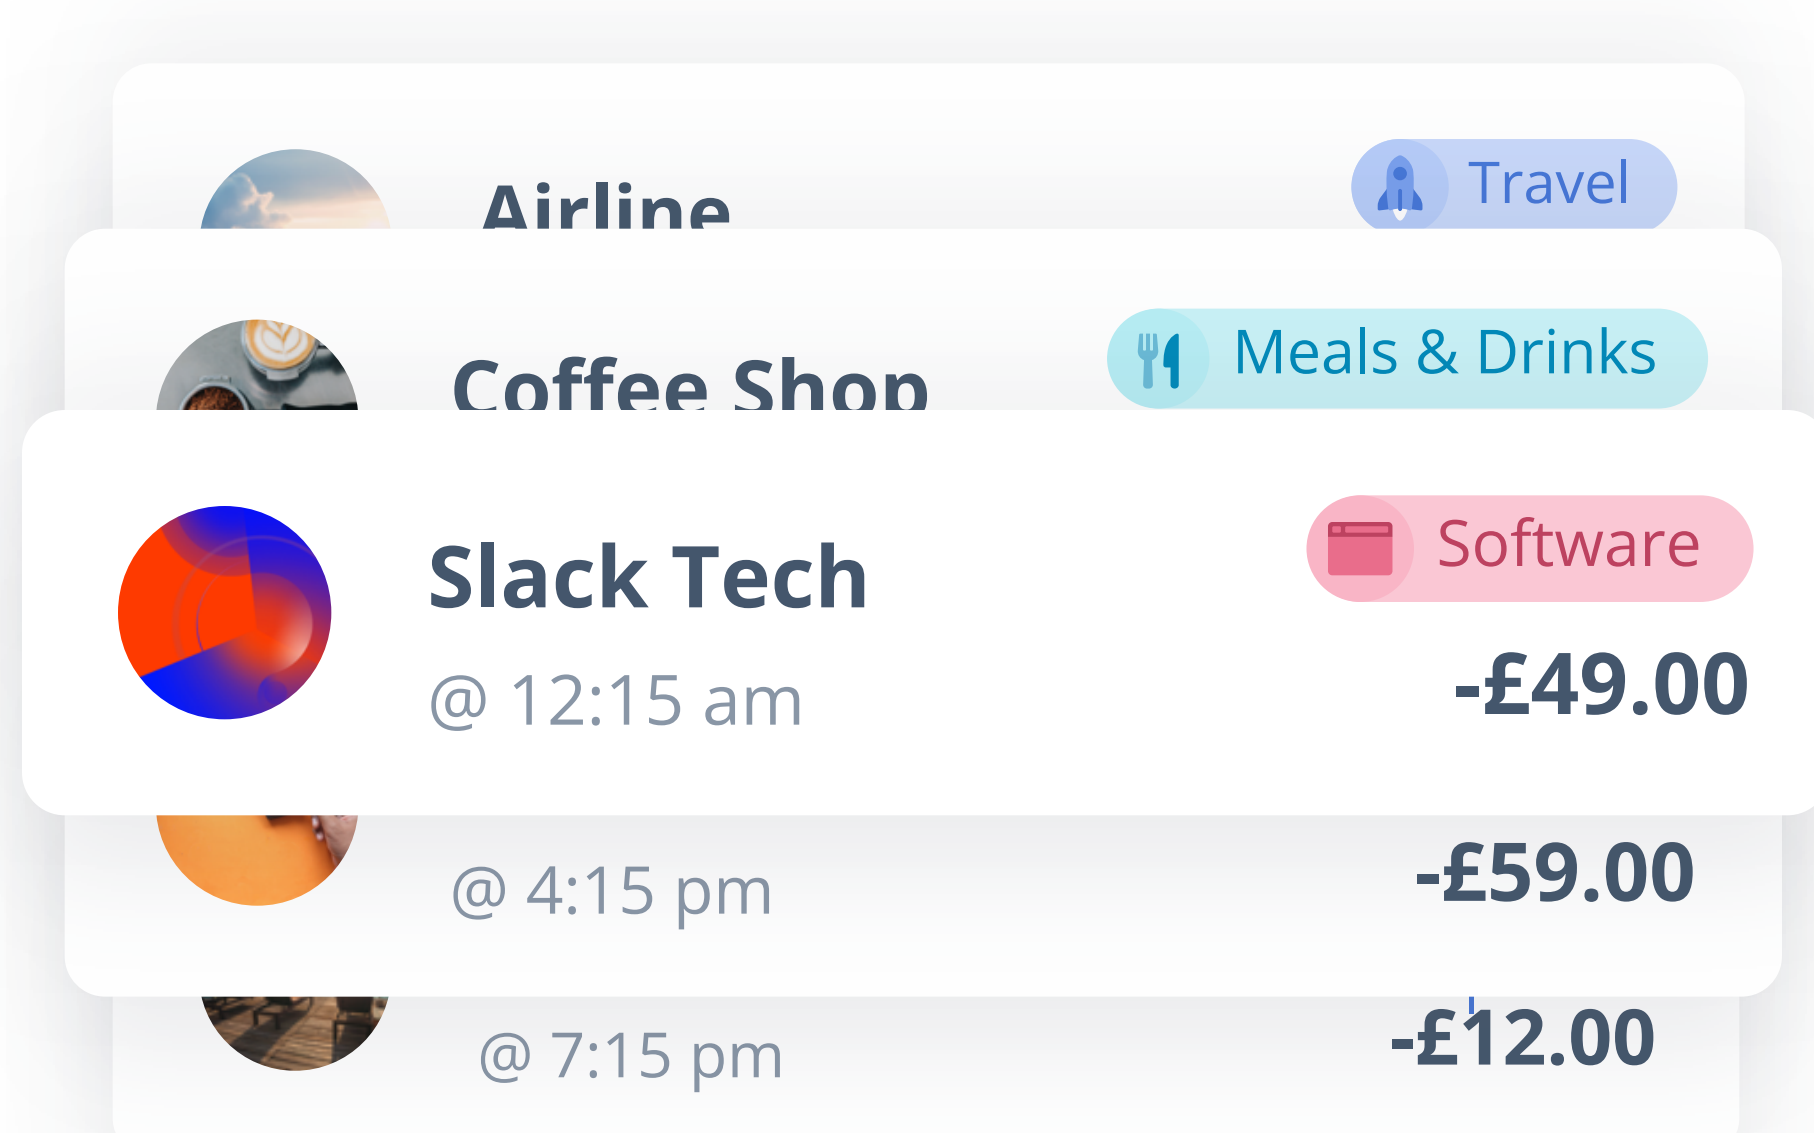 Airline
Travel
Coffee Shop
Meals & Drinks
Slack Tech
Software
@ 12:15 am
-£49.00
@ 4:15 pm
-£59.00
@ 7:15 pm
-£12.00